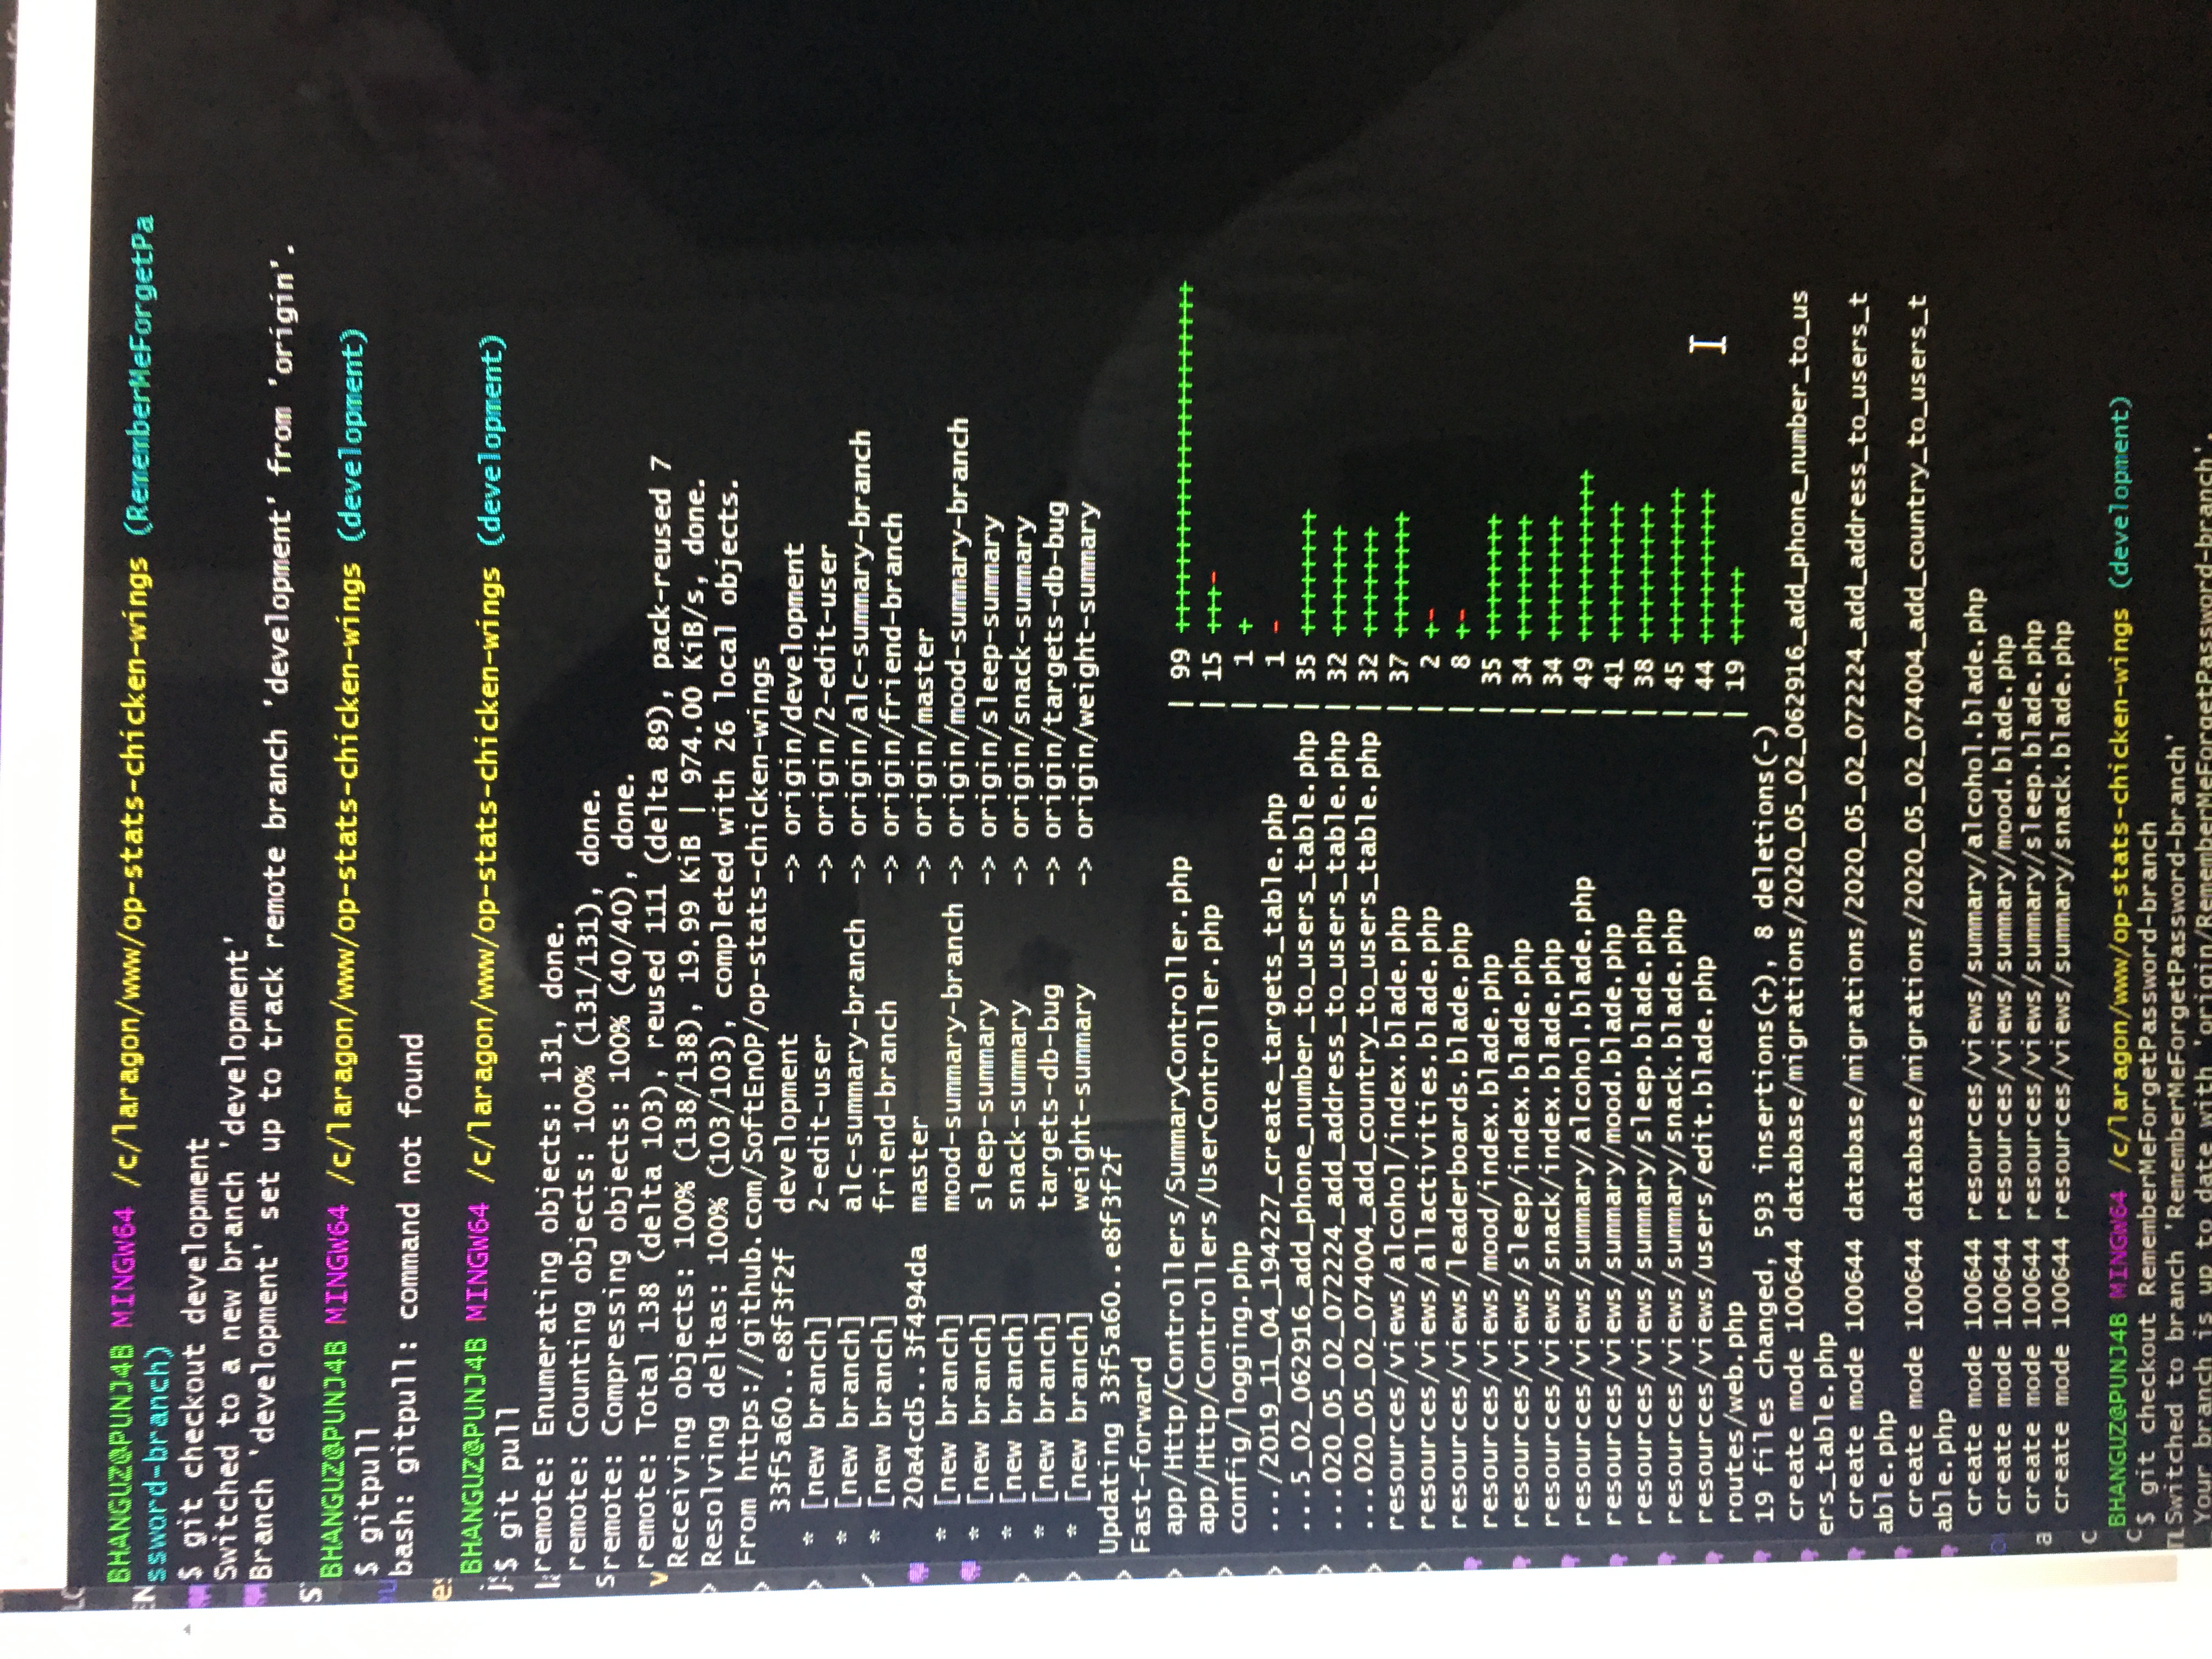 BHANGUZ@PUNJ4B MINGW64 /c/laragon/www/op-stats-chicken-wings (RememberMeForgetPa
ssword-branch)
$ git checkout development
Switched to a new branch 'development'
Branch 'development' set up to track remote branch 'development' from 'origin'.
BHANGUZ@PUNJ4B MINGW64 /c/laragon/www/op-stats-chicken-wings (development)
$ gitpull
bash: gitpull: command not found
BHANGUZ@PUNJ4B MINGW64 /c/laragon/www/op-stats-chicken-wings (development)
$ git pull
remote: Enumerating objects: 131, done.
remote: Counting objects: 100% (131/131), done.
remote: Compressing objects: 100% (40/40), done.
remote: Total 138 (delta 103), reused 111 (delta 89), pack-reused 7
Receiving objects: 100% (138/138), 19.99 KiB | 974.00 KiB/s, done.
Resolving deltas: 100% (103/103), completed with 26 local objects.
From https://github.com/SoftEnOP/op-stats-chicken-wings
33f5a60..e8f3f2f development -> origin/development
* [new branch] 2-edit-user -> origin/2-edit-user
* [new branch] alc-summary-branch -> origin/alc-summary-branch
* [new branch] friend-branch -> origin/friend-branch
20a4cd5..3f494da master -> origin/master
* [new branch] mood-summary-branch -> origin/mood-summary-branch
* [new branch] sleep-summary -> origin/sleep-summary
* [new branch] snack-summary -> origin/snack-summary
* [new branch] targets-db-bug -> origin/targets-db-bug
* [new branch] weight-summary -> origin/weight-summary
Updating 33f5a60..e8f3f2f
Fast-forward
app/Http/Controllers/SummaryController.php | 99 ++++++++++++++++++++++
app/Http/Controllers/UserController.php | 15 +++-
config/logging.php | 1 +
.../2019_11_04_194227_create_targets_table.php | 1 -
...5_02_062916_add_phone_number_to_users_table.php | 35 ++++++++
...020_05_02_072224_add_address_to_users_table.php | 32 +++++++
...020_05_02_074004_add_country_to_users_table.php | 32 +++++++
resources/views/alcohol/index.blade.php | 37 ++++++++
resources/views/allactivities.blade.php | 2 +-
resources/views/leaderboards.blade.php | 8 +-
resources/views/mood/index.blade.php | 35 ++++++++
resources/views/sleep/index.blade.php | 34 ++++++++
resources/views/snack/index.blade.php | 34 ++++++++
resources/views/summary/alcohol.blade.php | 49 +++++++++++
resources/views/summary/mood.blade.php | 41 +++++++++
resources/views/summary/sleep.blade.php | 38 +++++++++
resources/views/summary/snack.blade.php | 45 ++++++++++
resources/views/users/edit.blade.php | 44 ++++++++++
routes/web.php | 19 +++++
19 files changed, 593 insertions(+), 8 deletions(-)
create mode 100644 database/migrations/2020_05_02_062916_add_phone_number_to_us
ers_table.php
create mode 100644 database/migrations/2020_05_02_072224_add_address_to_users_t
able.php
create mode 100644 database/migrations/2020_05_02_074004_add_country_to_users_t
able.php
create mode 100644 resources/views/summary/alcohol.blade.php
create mode 100644 resources/views/summary/mood.blade.php
create mode 100644 resources/views/summary/sleep.blade.php
create mode 100644 resources/views/summary/snack.blade.php
BHANGUZ@PUNJ4B MINGW64 /c/laragon/www/op-stats-chicken-wings (development)
$ git checkout RememberMeForgetPassword-branch
Switched to branch 'RememberMeForgetPassword-branch'
Your branch is up to date with 'origin/RememberMeForgetPassword-branch'.